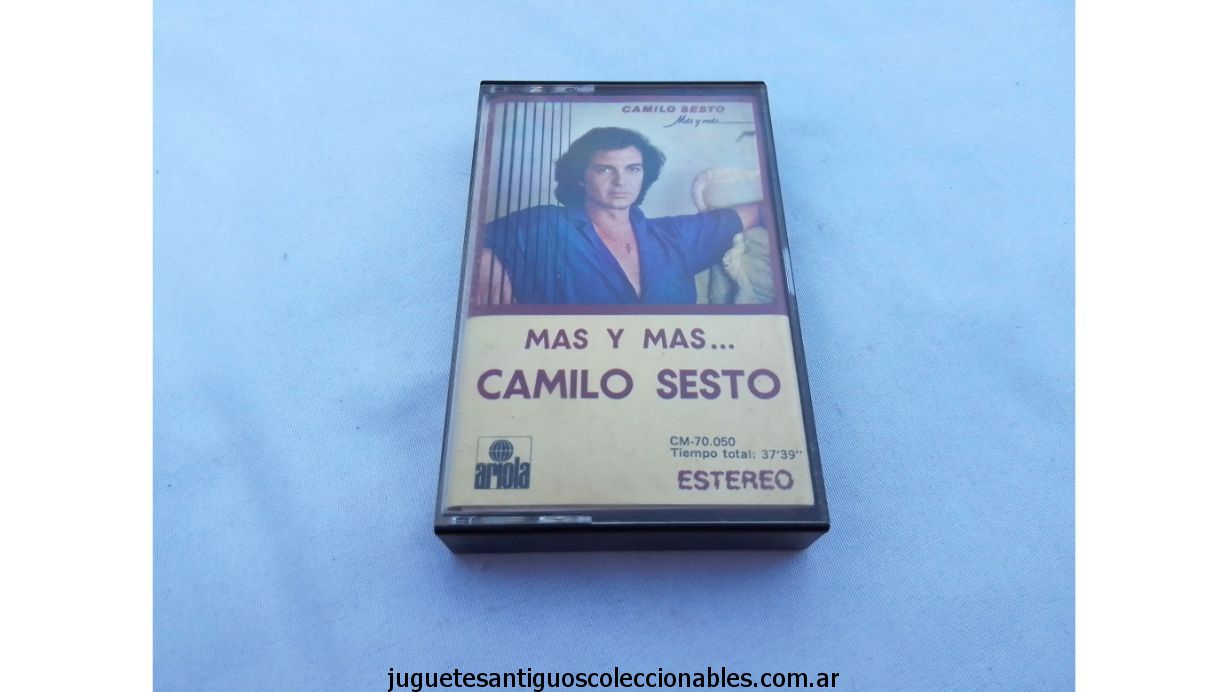 CAMILO SESTO
Más y más...
MAS Y MAS...
CAMILO SESTO
ariola
CM-70.050
Tiempo total: 37'39"
ESTEREO
juguetesantiguoscoleccionables.com.ar